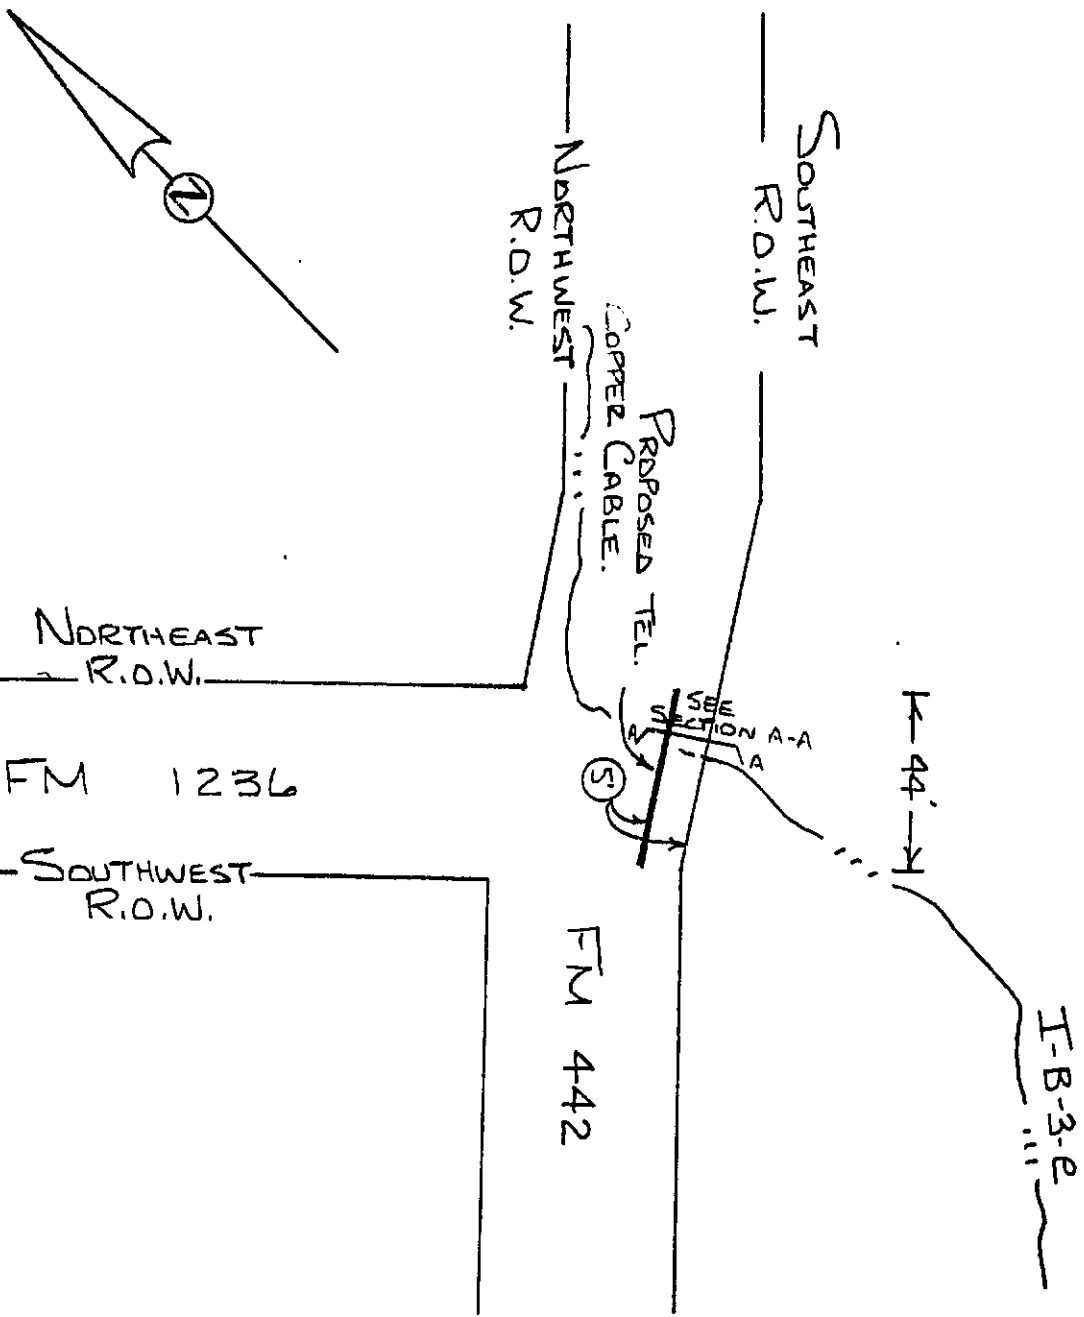 SOUTHEAST
R.O.W.
NORTHWEST
R.O.W.
N
PROPOSED TEL.
COPPER CABLE.
NORTHEAST
R.O.W.
SEE
SECTION A-A
A
A
44'
5'
FM 1236
SOUTHWEST
R.O.W.
FM 442
I-B-3-e